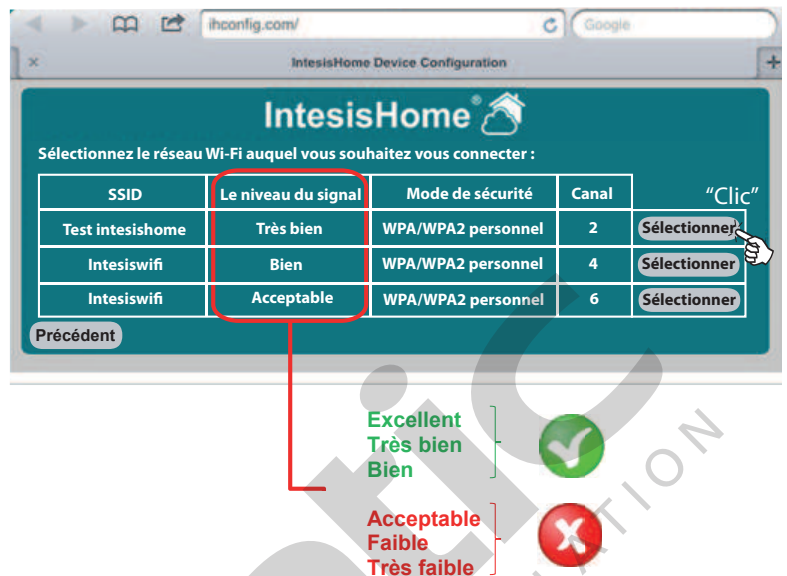 ihconfig.com/
Google
IntesisHome Device Configuration
IntesisHome®
Sélectionnez le réseau Wi-Fi auquel vous souhaitez vous connecter :
SSID Le niveau du signal Mode de sécurité Canal "Clic"
Test intesishome Très bien WPA/WPA2 personnel 2 Sélectionner
Intesiswifi Bien WPA/WPA2 personnel 4 Sélectionner
Intesiswifi Acceptable WPA/WPA2 personnel 6 Sélectionner
Précédent
Excellent
Très bien
Bien
Acceptable
Faible
Très faible